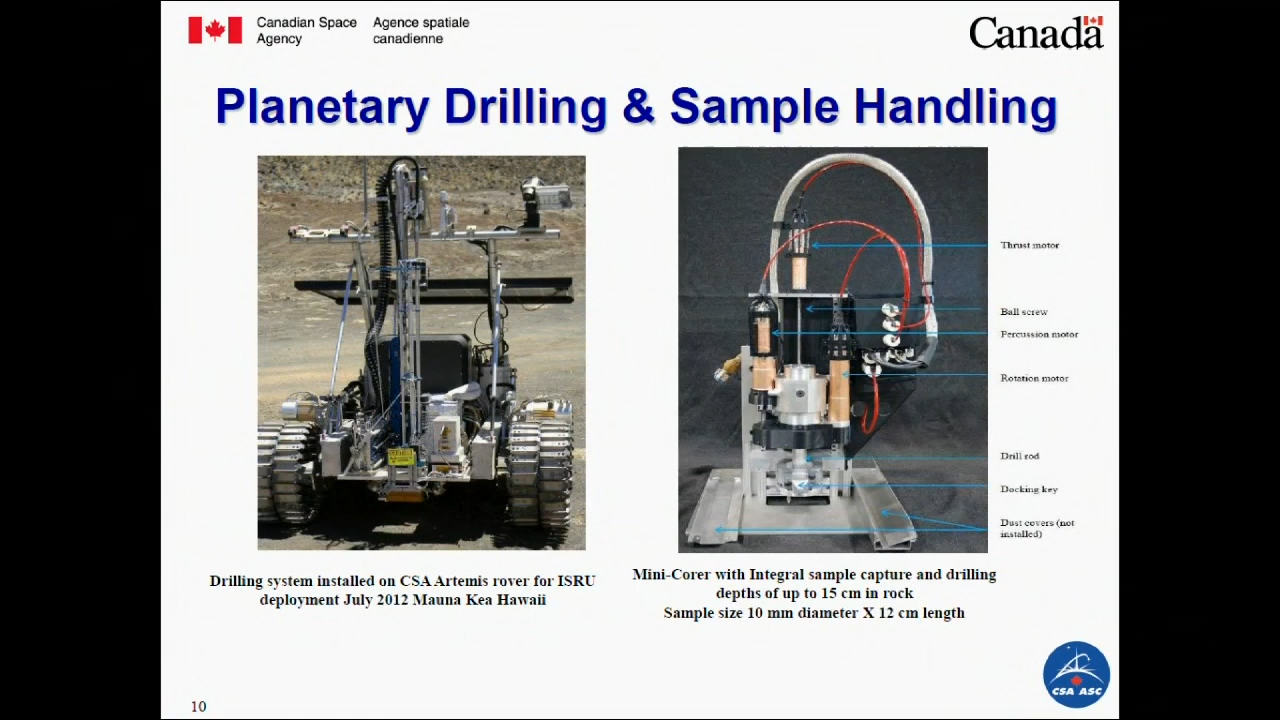 Canadian Space Agence spatiale
Agency canadienne
Canada
Planetary Drilling & Sample Handling
Thrust motor
Ball screw
Percussion motor
Rotation motor
Drill rod
Docking key
Dust covers (not
installed)
Drilling system installed on CSA Artemis rover for ISRU
deployment July 2012 Mauna Kea Hawaii
Mini-Corer with Integral sample capture and drilling
depths of up to 15 cm in rock
Sample size 10 mm diameter X 12 cm length
CSA ASC
10